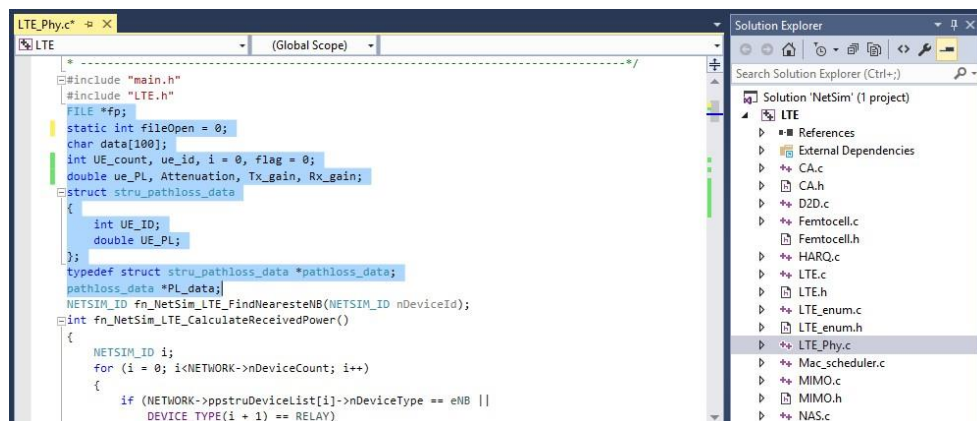 LTE_Phy.c*
LTE
(Global Scope)
* -----------------------------------------------------------------------------*/
#include "main.h"
#include "LTE.h"
FILE *fp;
static int fileOpen = 0;
char data[100];
int UE_count, ue_id, i = 0, flag = 0;
double ue_PL, Attenuation, Tx_gain, Rx_gain;
struct stru_pathloss_data
{
int UE_ID;
double UE_PL;
};
typedef struct stru_pathloss_data *pathloss_data;
pathloss_data *PL_data;
NETSIM_ID fn_NetSim_LTE_FindNearesteNB(NETSIM_ID nDeviceId);
int fn_NetSim_LTE_CalculateReceivedPower()
{
NETSIM_ID i;
for (i = 0; i<NETWORK->nDeviceCount; i++)
{
if (NETWORK->ppstruDeviceList[i]->nDeviceType == eNB ||
DEVICE_TYPE(i + 1) == RELAY)
Solution Explorer
Search Solution Explorer (Ctrl+;)
Solution 'NetSim' (1 project)
LTE
References
External Dependencies
CA.c
CA.h
D2D.c
Femtocell.c
Femtocell.h
HARQ.c
LTE.c
LTE.h
LTE_enum.c
LTE_enum.h
LTE_Phy.c
Mac_scheduler.c
MIMO.c
MIMO.h
NAS.c